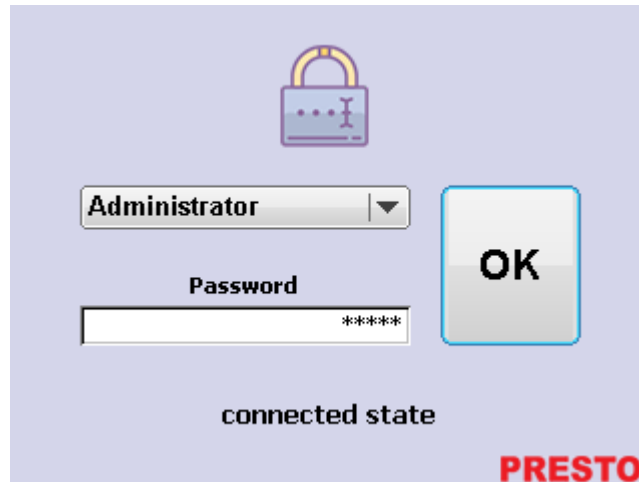 Administrator
OK
Password
*****
connected state
PRESTO